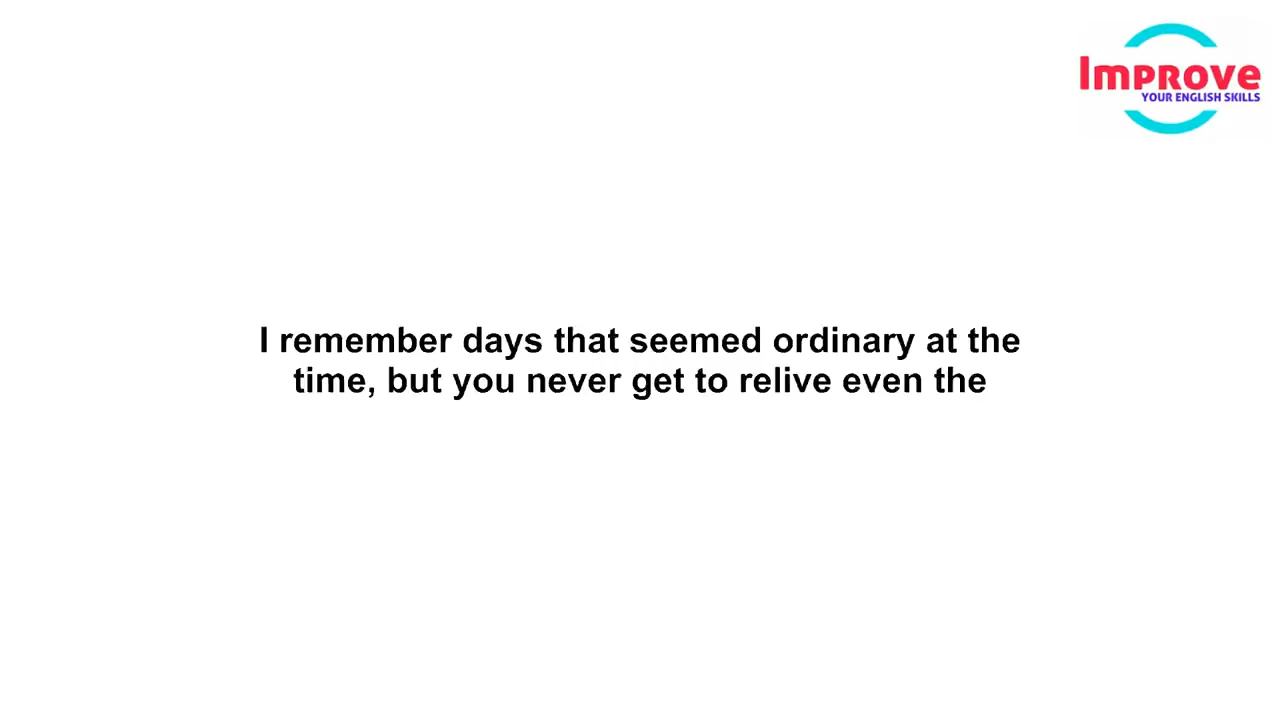 Improve
YOUR ENGLISH SKILLS
I remember days that seemed ordinary at the
time, but you never get to relive even the